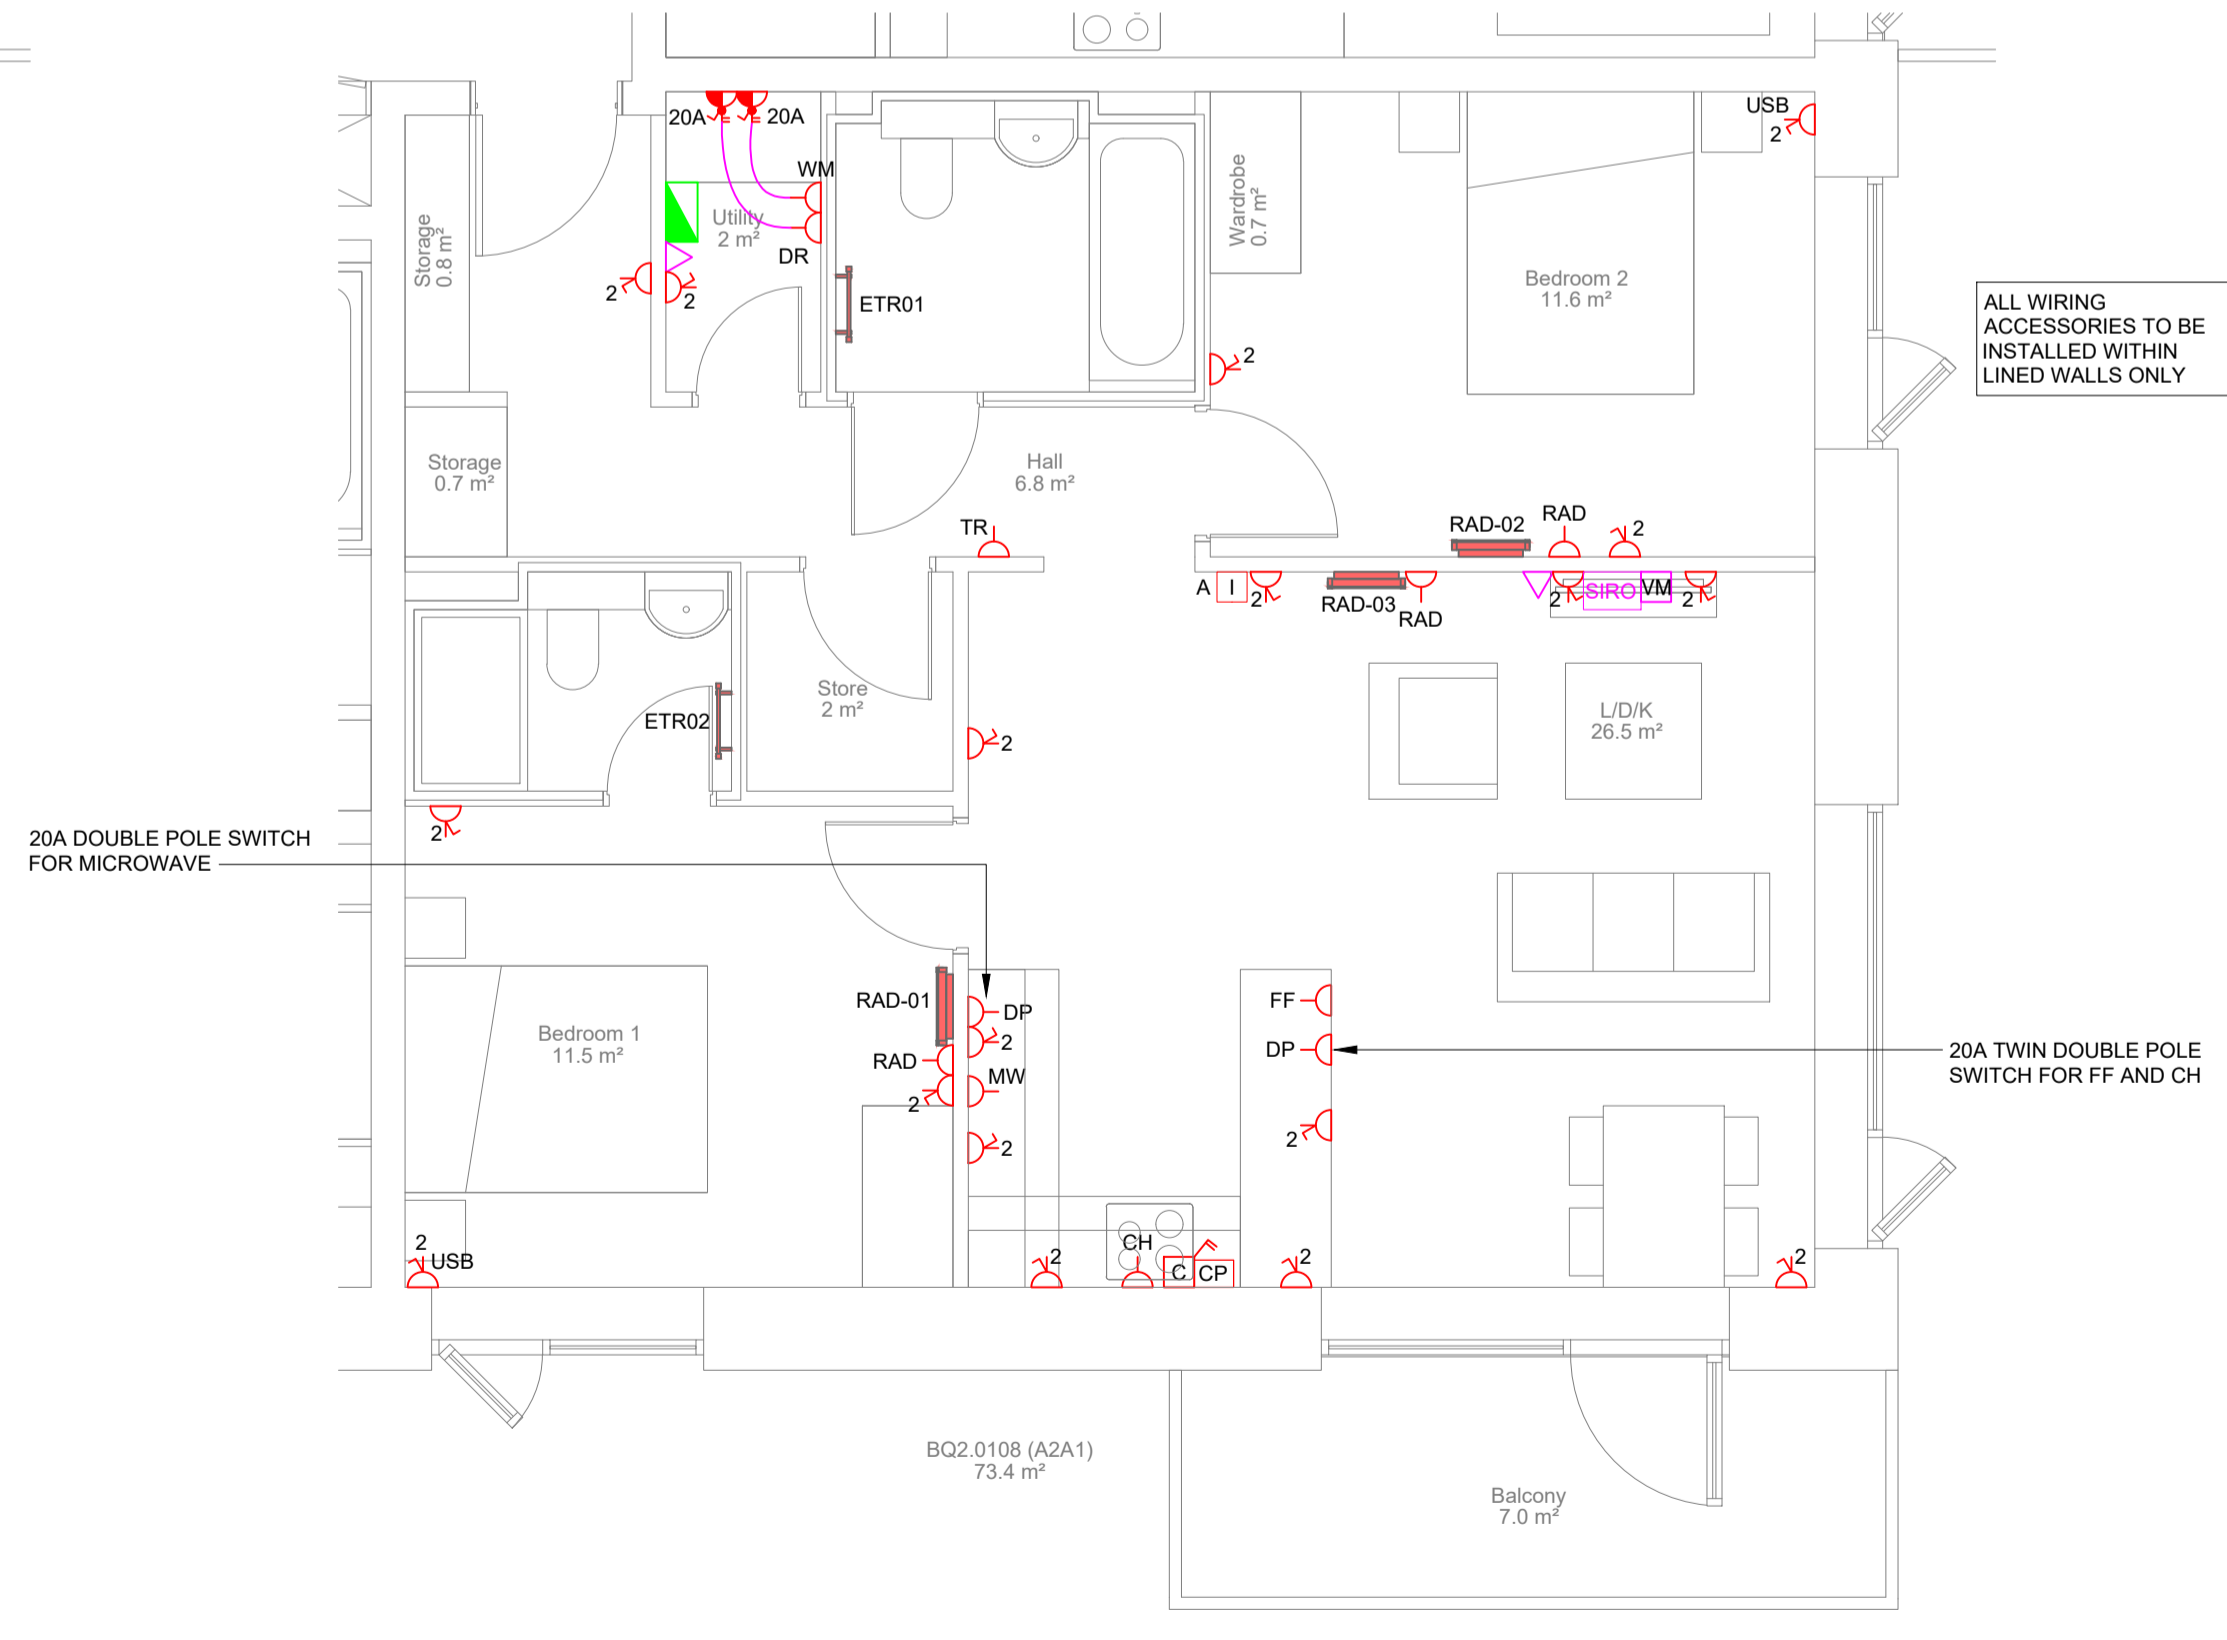 20A
20A
USB
2
WM
Storage
0.8 m²
Utility
2 m²
DR
Wardrobe
0.7 m²
2
2
ETR01
Bedroom 2
11.6 m²
ALL WIRING
ACCESSORIES TO BE
INSTALLED WITHIN
LINED WALLS ONLY
2
Storage
0.7 m²
Hall
6.8 m²
TR
RAD-02
RAD
2
A
I
2
RAD-03
RAD
2
SIRO
VM
2
Store
2 m²
ETR02
L/D/K
26.5 m²
2
2
20A DOUBLE POLE SWITCH
FOR MICROWAVE
RAD-01
DP
FF
Bedroom 1
11.5 m²
2
DP
20A TWIN DOUBLE POLE
SWITCH FOR FF AND CH
RAD
MW
2
2
2
2
USB
2
CH
C
CP
2
2
BQ2.0108 (A2A1)
73.4 m²
Balcony
7.0 m²